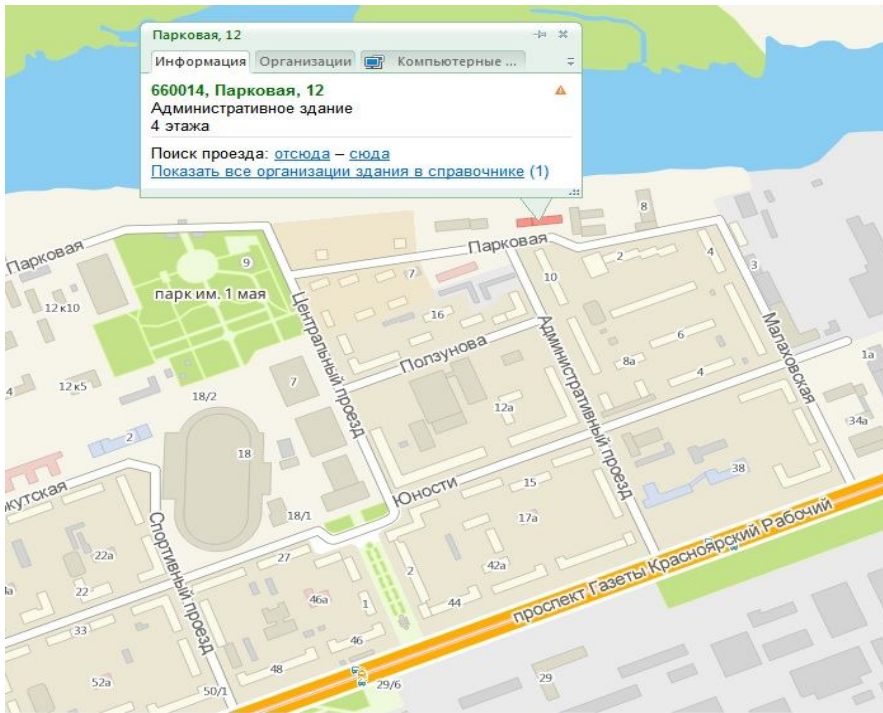 Парковая, 12
Информация Организации Компьютерные ...
660014, Парковая, 12
Административное здание
4 этажа
Поиск проезда: отсюда – сюда
Показать все организации здания в справочнике (1)
8
Парковая
Парковая
9
7
10
2
4
3
парк им. 1 мая
12 к10
16
Центральный проезд
Ползунова
Административный проезд
6
Малаховская
8а
4
1а
12 к5
7
18/2
12а
34а
2
18
38
Юности
15
кутская
18/1
17а
Спортивный проезд
22а
27
42а
2
22
46а
1
44
проспект Газеты Красноярский Рабочий
33
46
48
52а
50/1
29/6
29